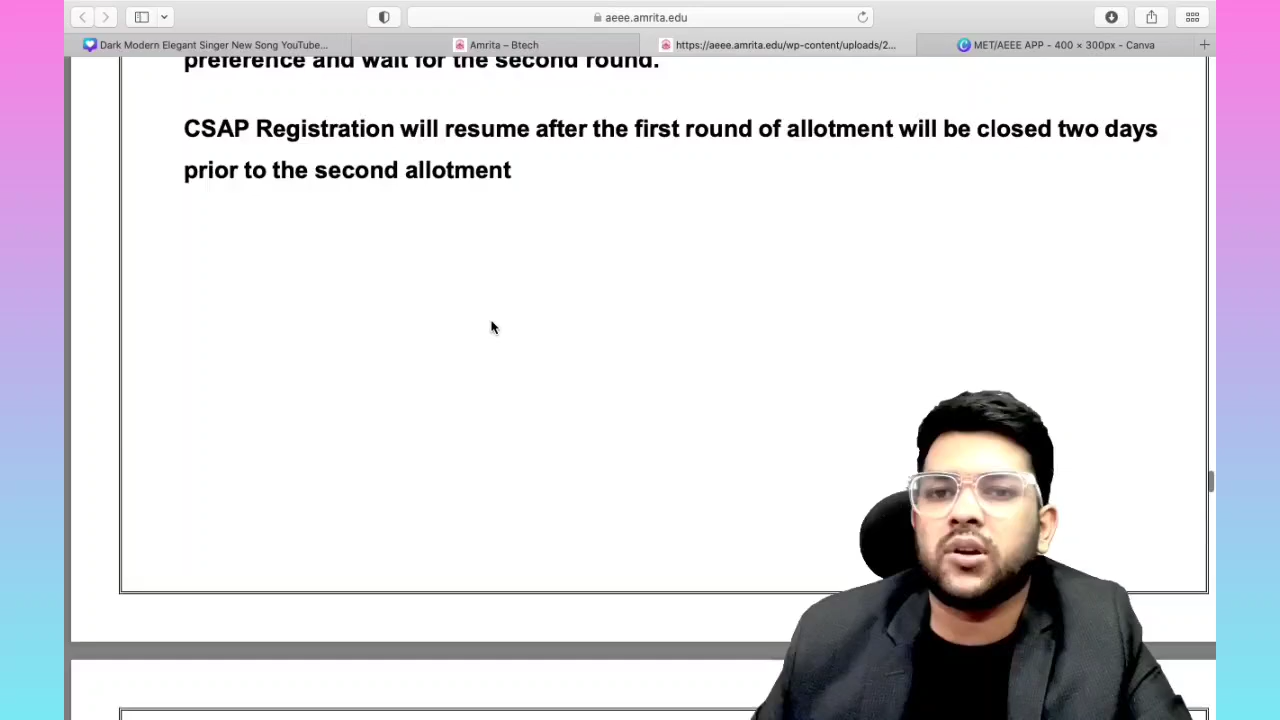 aeee.amrita.edu
Dark Modern Elegant Singer New Song YouTube...
Amrita – Btech
https://aeee.amrita.edu/wp-content/uploads/2...
MET/AEEE APP - 400 × 300px - Canva
preference and wait for the second round.
CSAP Registration will resume after the first round of allotment will be closed two days
prior to the second allotment